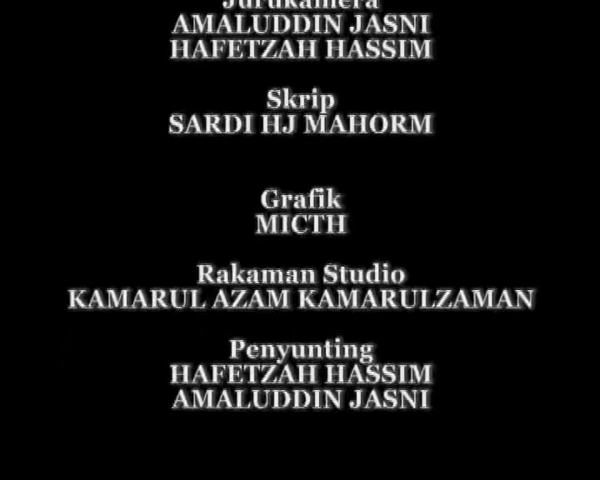 Jurukamera
AMALUDDIN JASNI
HAFETZAH HASSIM
Skrip
SARDI HJ MAHORM
Grafik
MICTH
Rakaman Studio
KAMARUL AZAM KAMARULZAMAN
Penyunting
HAFETZAH HASSIM
AMALUDDIN JASNI